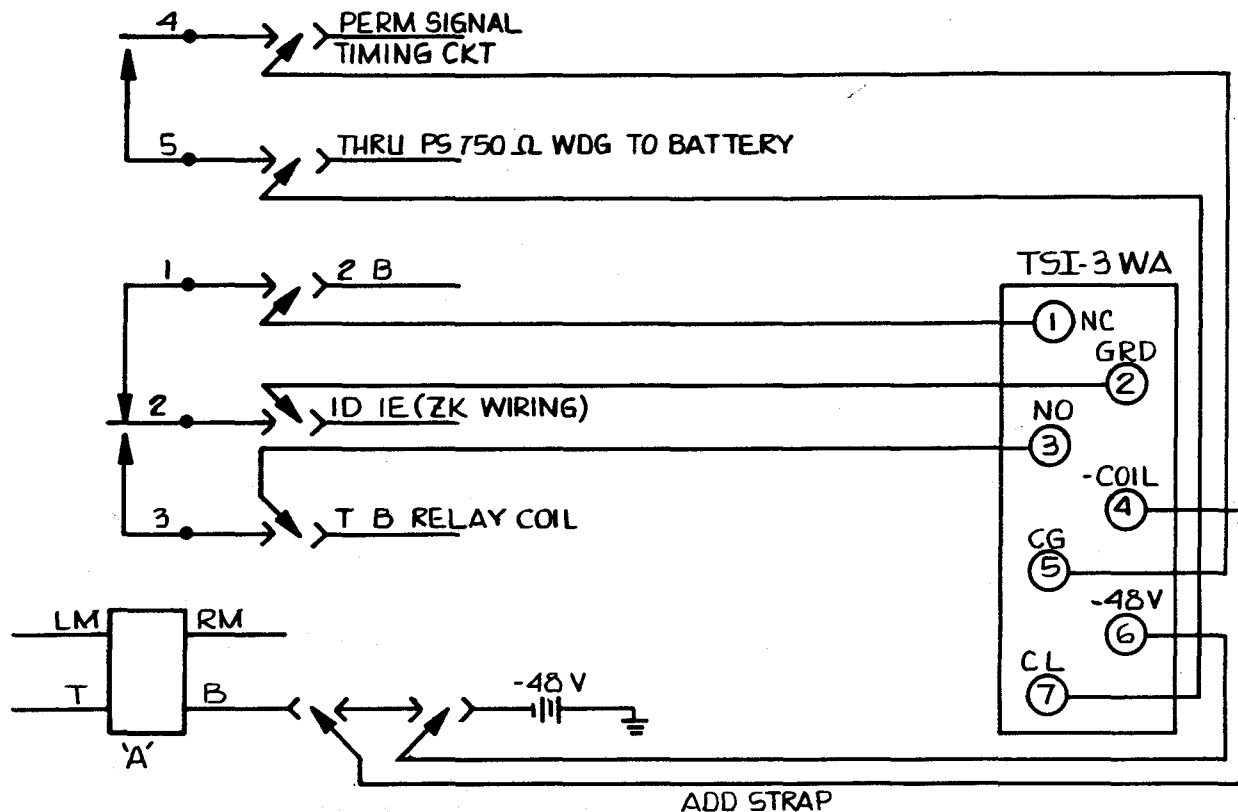 4
PERM SIGNAL
TIMING CKT
5
THRU PS 750 Ω WDG TO BATTERY
1
2 B
TSI-3 WA
1 NC
GRD
2
2
1D 1E (ZK WIRING)
NO
3
-COIL
4
3
T B RELAY COIL
CG
5
-48V
6
LM
RM
CL
7
T
B
-48 V
'A'
ADD STRAP